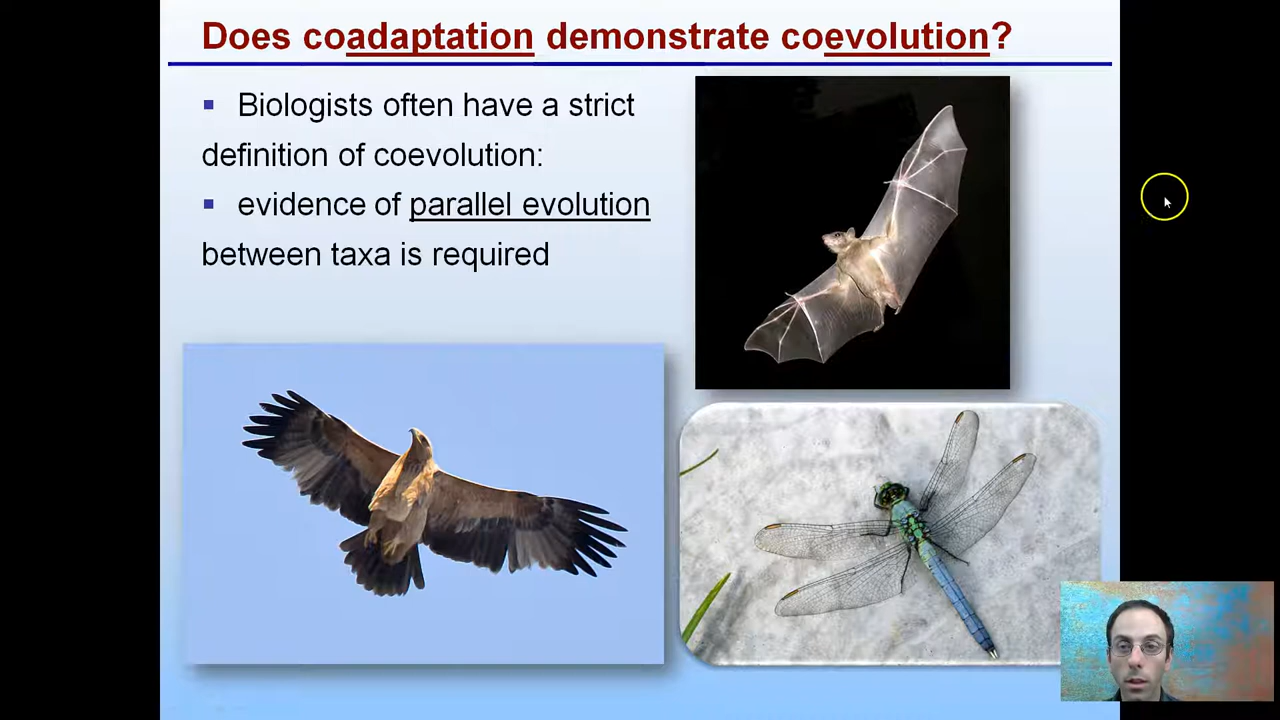 Does coadaptation demonstrate coevolution?
▪ Biologists often have a strict
definition of coevolution:
▪ evidence of parallel evolution
between taxa is required